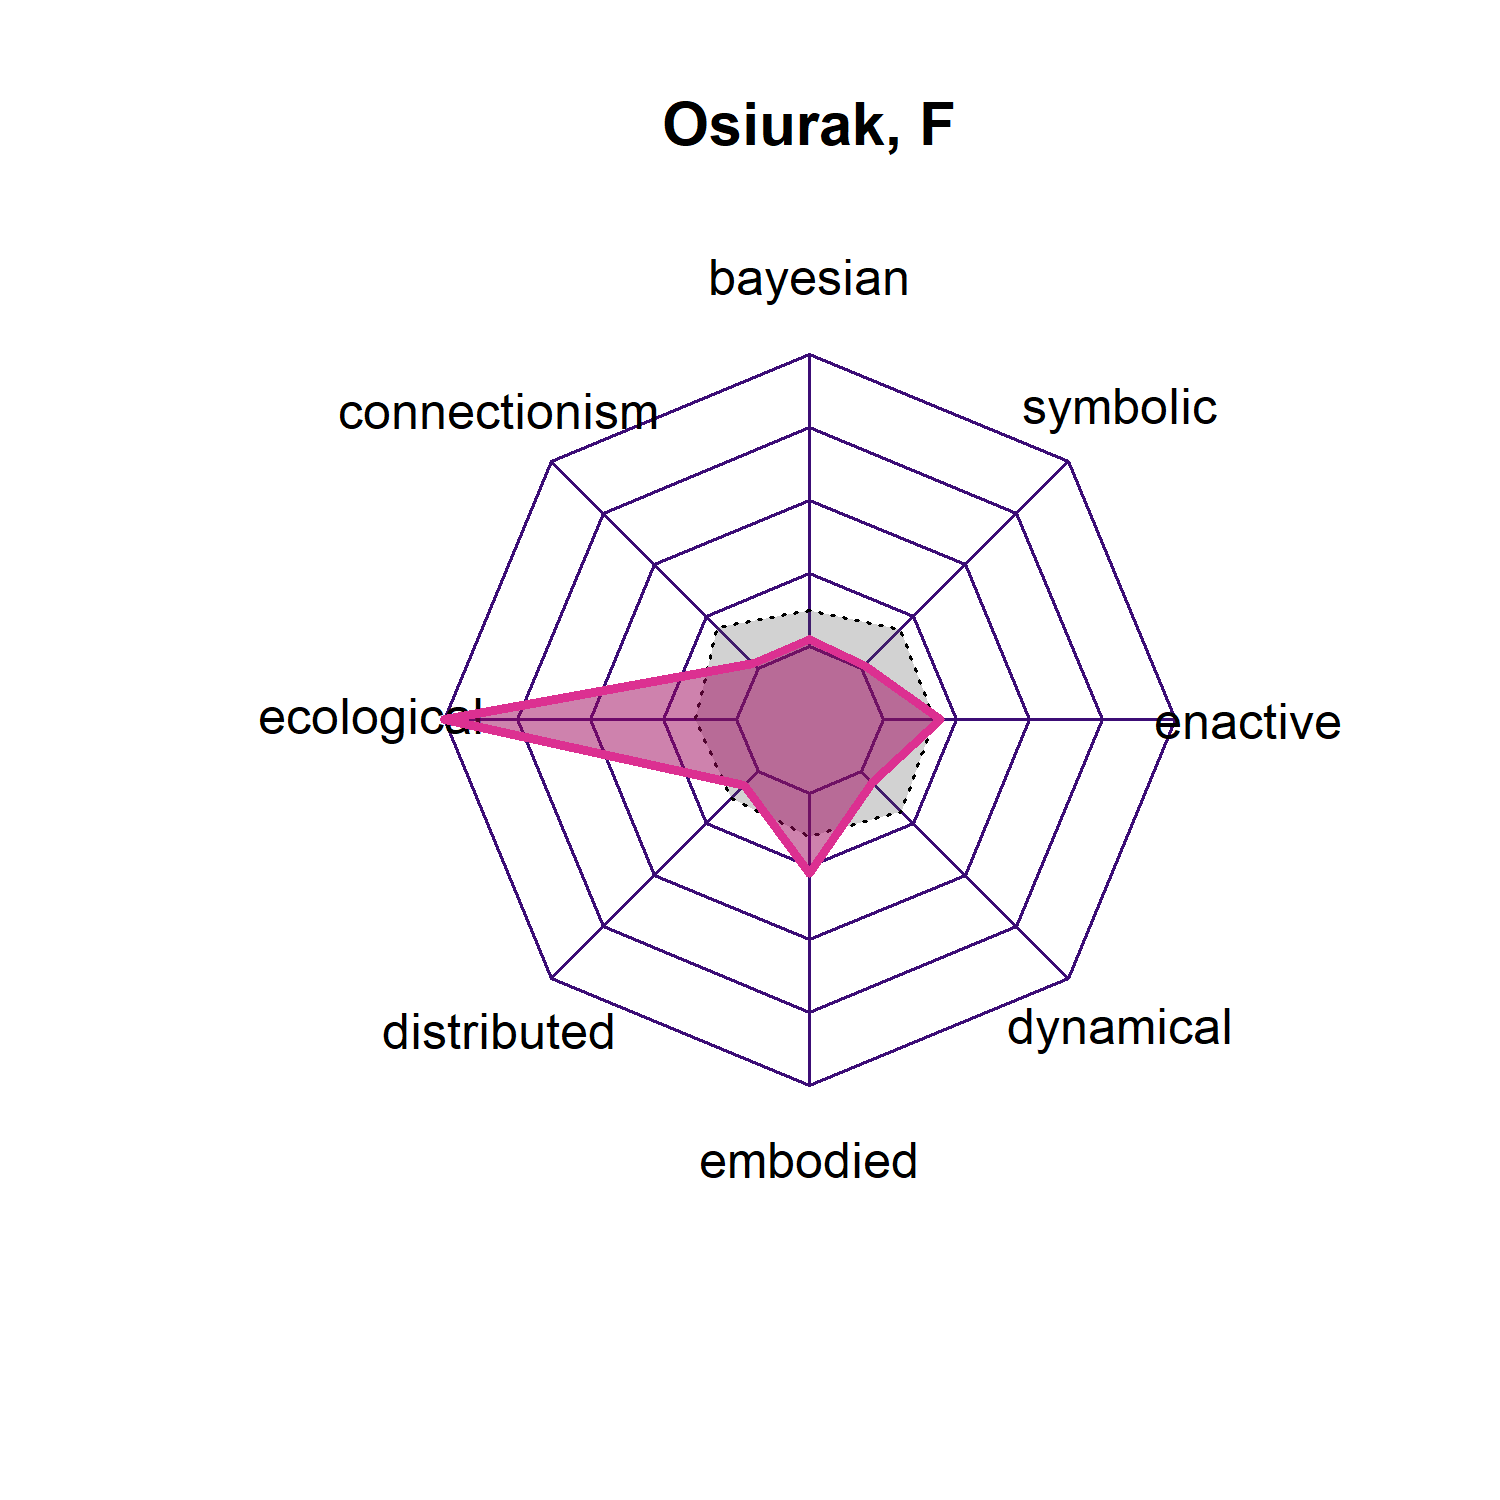 Osiurak, F
bayesian
connectionism
symbolic
ecological
enactive
distributed
dynamical
embodied